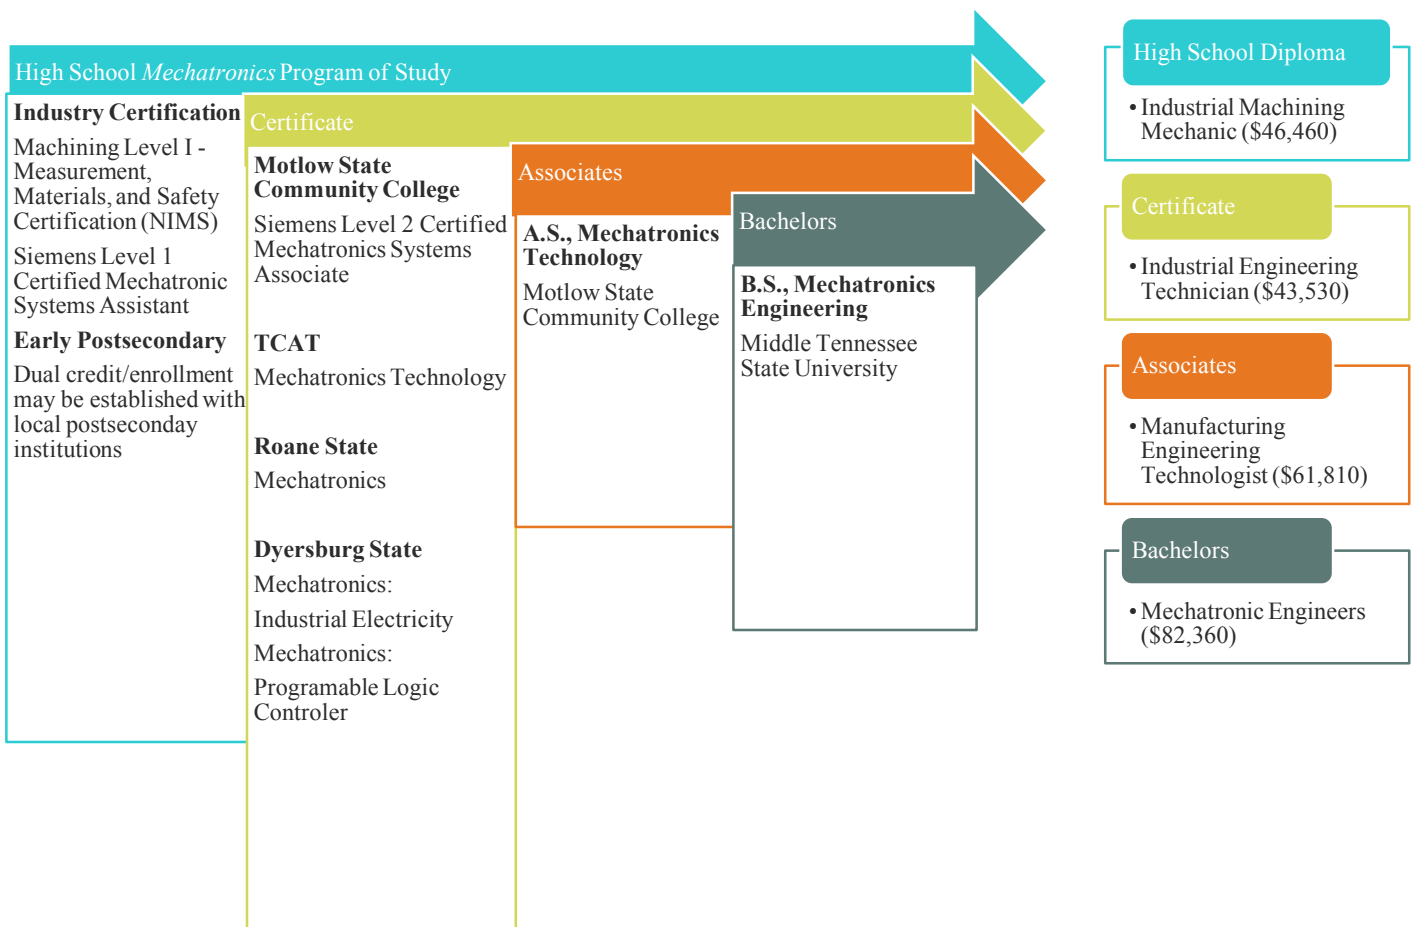 High School Mechatronics Program of Study
Industry Certification
Machining Level I -
Measurement,
Materials, and Safety
Certification (NIMS)
Siemens Level 1
Certified Mechatronic
Systems Assistant
Early Postsecondary
Dual credit/enrollment
may be established with
local postseconday
institutions
Certificate
Motlow State
Community College
Siemens Level 2 Certified
Mechatronics Systems
Associate
TCAT
Mechatronics Technology
Roane State
Mechatronics
Dyersburg State
Mechatronics:
Industrial Electricity
Mechatronics:
Programable Logic
Controler
Associates
A.S., Mechatronics
Technology
Motlow State
Community College
Bachelors
B.S., Mechatronics
Engineering
Middle Tennessee
State University
High School Diploma
• Industrial Machining
Mechanic ($46,460)
Certificate
• Industrial Engineering
Technician ($43,530)
Associates
• Manufacturing
Engineering
Technologist ($61,810)
Bachelors
• Mechatronic Engineers
($82,360)